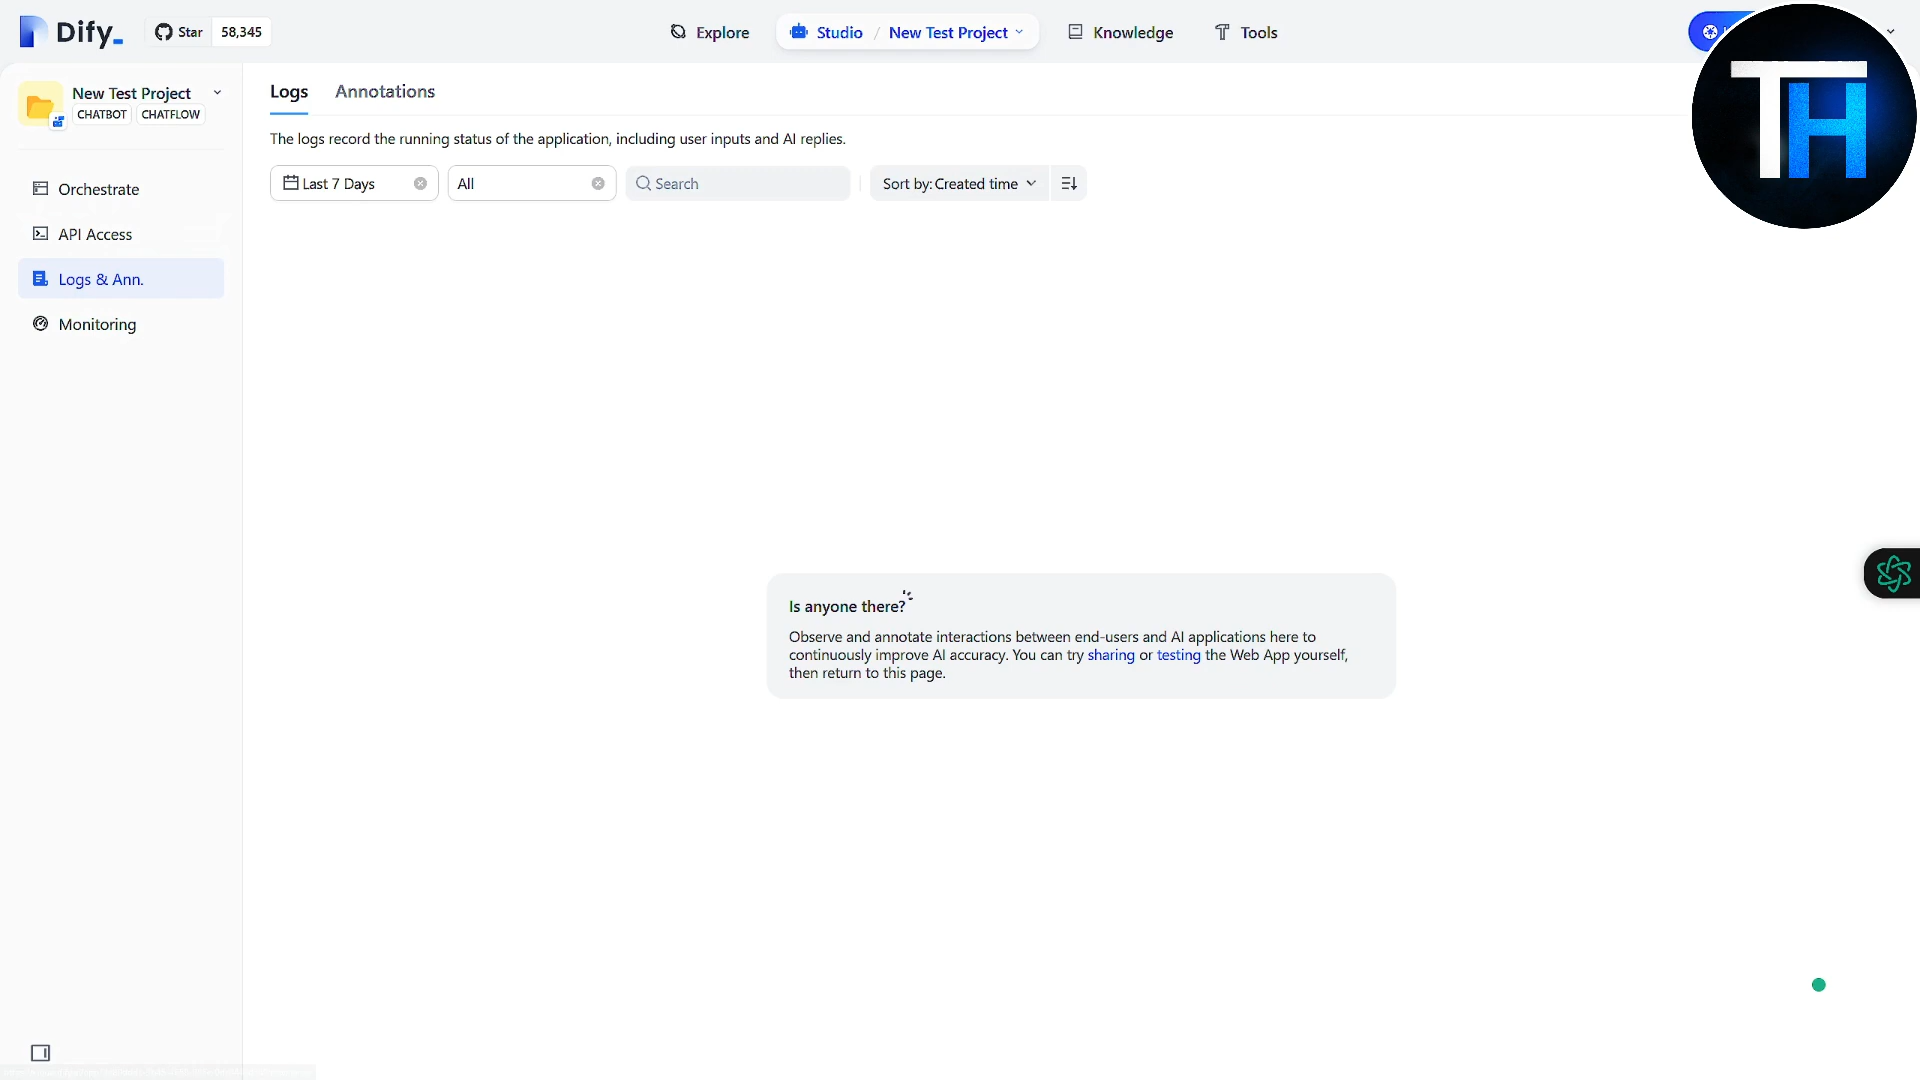 Dify_
Star 58,345
Explore
Studio / New Test Project
Knowledge
Tools
TH
New Test Project
CHATBOT CHATFLOW
Orchestrate
API Access
Logs & Ann.
Monitoring
Logs Annotations
The logs record the running status of the application, including user inputs and AI replies.
Last 7 Days
All
Search
Sort by: Created time
Is anyone there?
Observe and annotate interactions between end-users and AI applications here to
continuously improve AI accuracy. You can try sharing or testing the Web App yourself,
then return to this page.